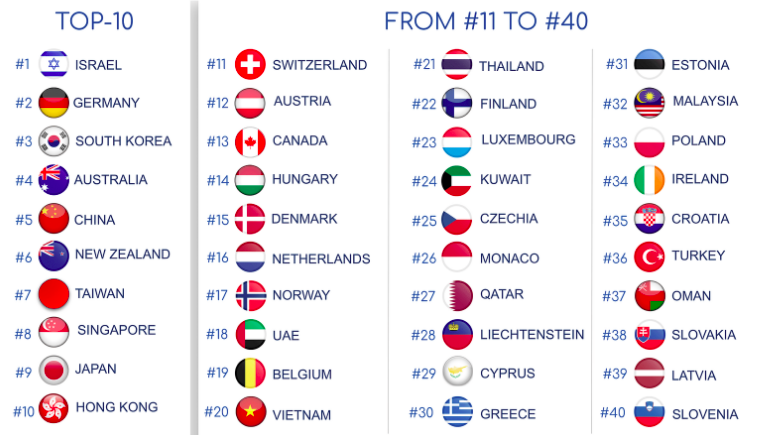 TOP-10
#1 ISRAEL
#2 GERMANY
#3 SOUTH KOREA
#4 AUSTRALIA
#5 CHINA
#6 NEW ZEALAND
#7 TAIWAN
#8 SINGAPORE
#9 JAPAN
#10 HONG KONG
FROM #11 TO #40
#11 SWITZERLAND
#12 AUSTRIA
#13 CANADA
#14 HUNGARY
#15 DENMARK
#16 NETHERLANDS
#17 NORWAY
#18 UAE
#19 BELGIUM
#20 VIETNAM
#21 THAILAND
#22 FINLAND
#23 LUXEMBOURG
#24 KUWAIT
#25 CZECHIA
#26 MONACO
#27 QATAR
#28 LIECHTENSTEIN
#29 CYPRUS
#30 GREECE
#31 ESTONIA
#32 MALAYSIA
#33 POLAND
#34 IRELAND
#35 CROATIA
#36 TURKEY
#37 OMAN
#38 SLOVAKIA
#39 LATVIA
#40 SLOVENIA